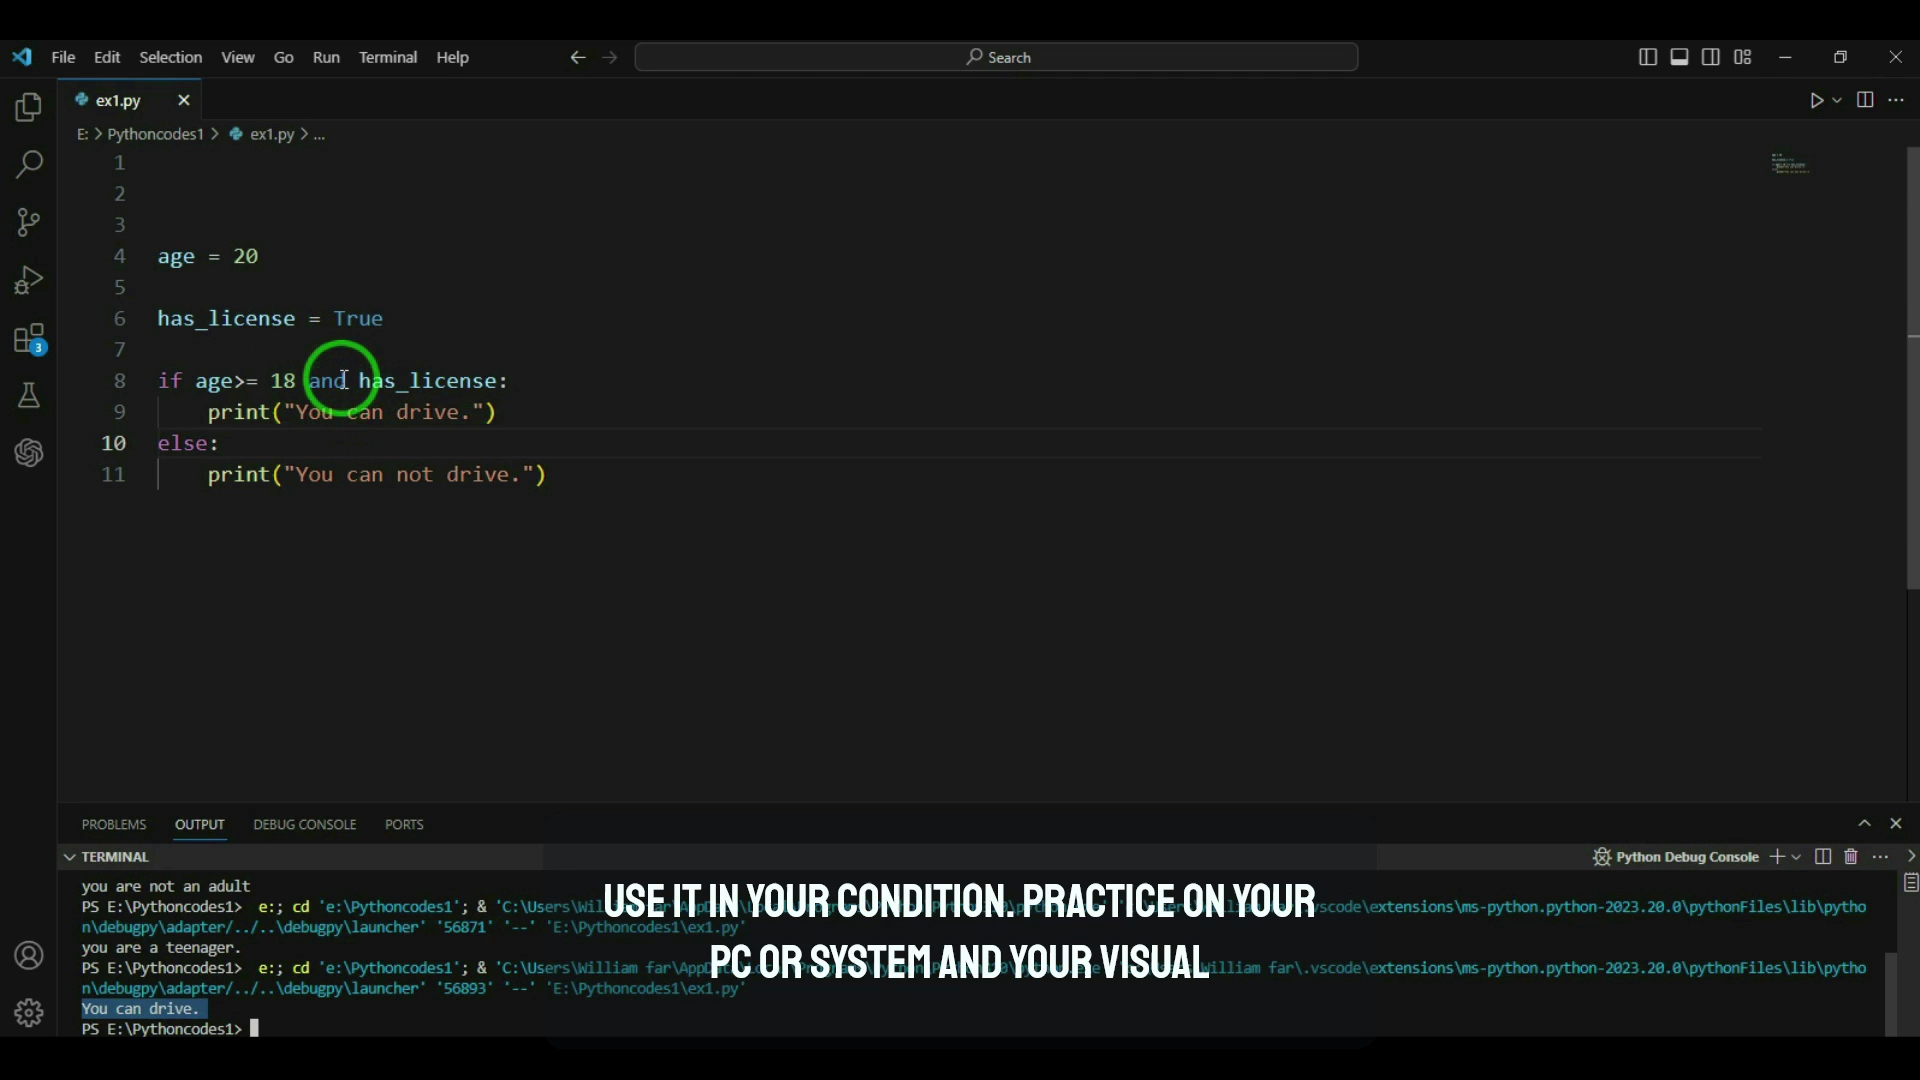 File Edit Selection View Go Run Terminal Help
Search
ex1.py
E: > Pythoncodes1 > ex1.py > ...
1
2
3
4 age = 20
5
6 has_license = True
7
8 if age>= 18 and has_license:
9 print("You can drive.")
10 else:
11 print("You can not drive.")
3
PROBLEMS OUTPUT DEBUG CONSOLE PORTS
TERMINAL
Python Debug Console
you are not an adult
PS E:\Pythoncodes1> e:; cd 'e:\Pythoncodes1'; & 'C:\Users\Wil
vscode\extensions\ms-python.python-2023.20.0\pythonFiles\lib\pytho
n\debugpy\adapter/../..\debugpy\launcher' '56871' '--' 'E:\Pythoncodes1\ex1.py'
you are a teenager.
PS E:\Pythoncodes1> e:; cd 'e:\Pythoncodes1'; & 'C:\Users\William far\App
William far\.vscode\extensions\ms-python.python-2023.20.0\pythonFiles\lib\pytho
n\debugpy\adapter/../..\debugpy\launcher' '56893' '--' 'E:\Pythoncodes1\ex1.py'
You can drive.
PS E:\Pythoncodes1>
USE IT IN YOUR CONDITION. PRACTICE ON YOUR
PC OR SYSTEM AND YOUR VISUAL